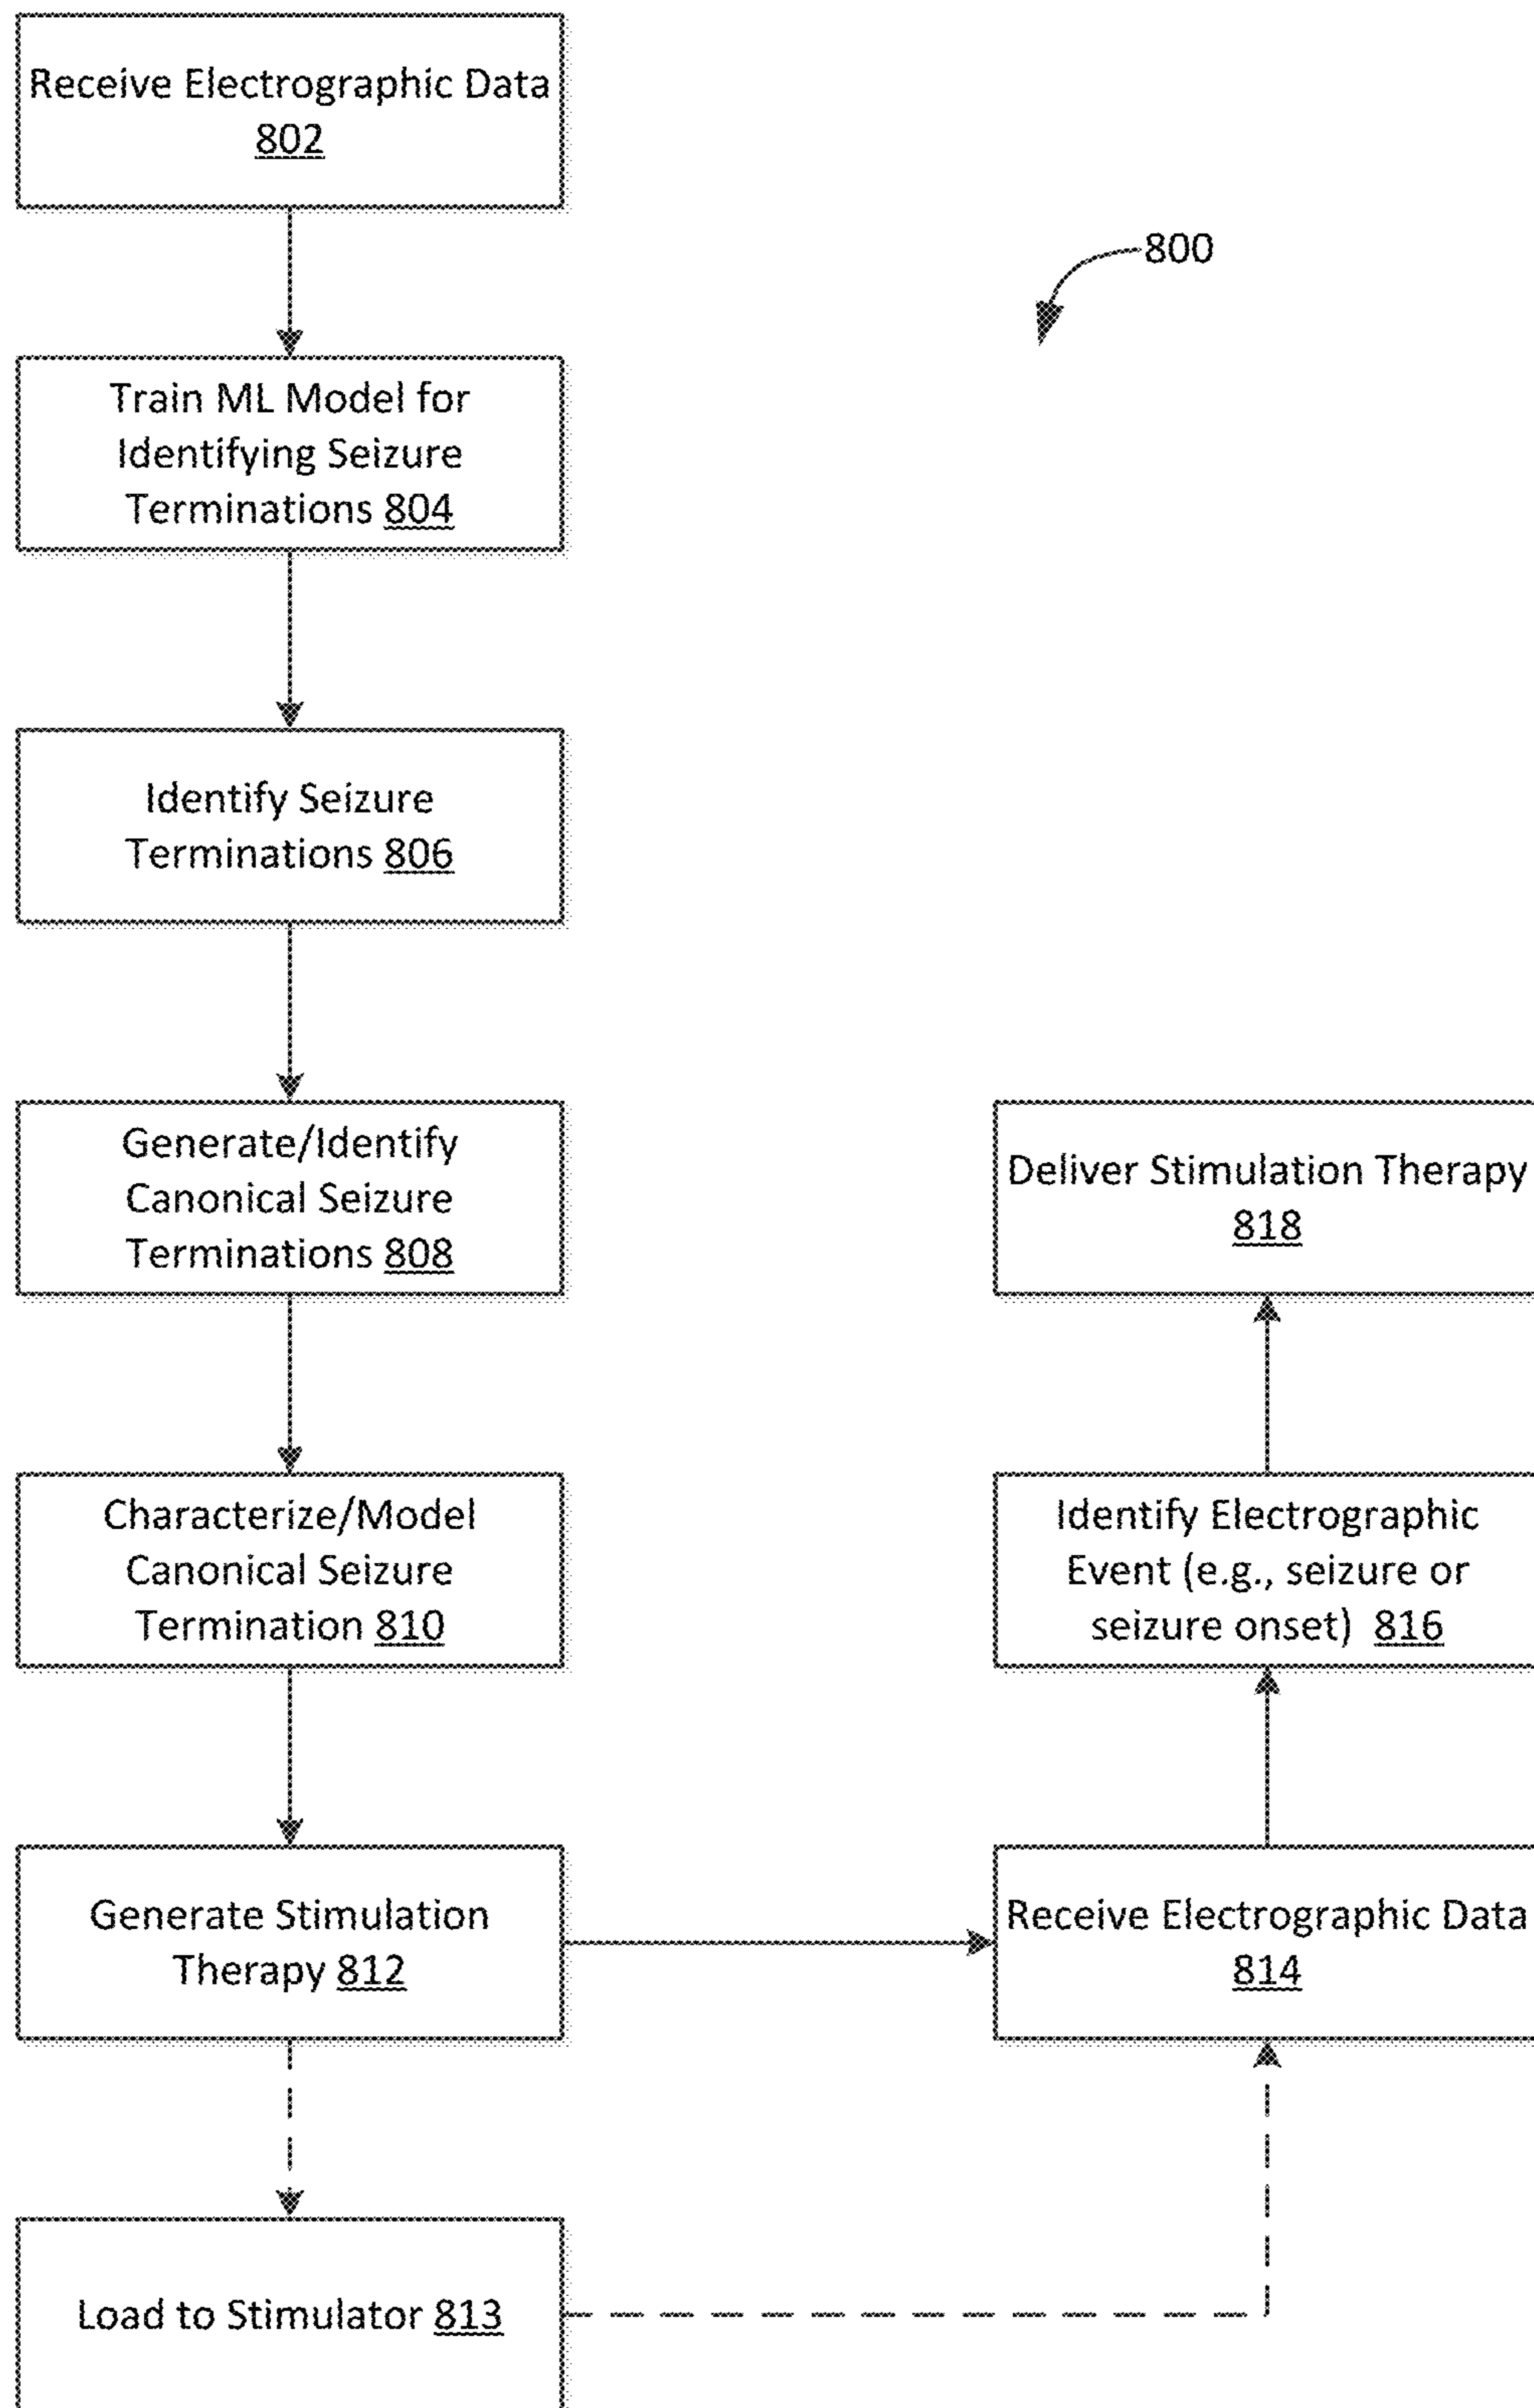 Receive Electrographic Data
802
800
Train ML Model for
Identifying Seizure
Terminations 804
Identify Seizure
Terminations 806
Generate/Identify
Canonical Seizure
Terminations 808
Deliver Stimulation Therapy
818
Characterize/Model
Canonical Seizure
Termination 810
Identify Electrographic
Event (e.g., seizure or
seizure onset) 816
Generate Stimulation
Therapy 812
Receive Electrographic Data
814
Load to Stimulator 813